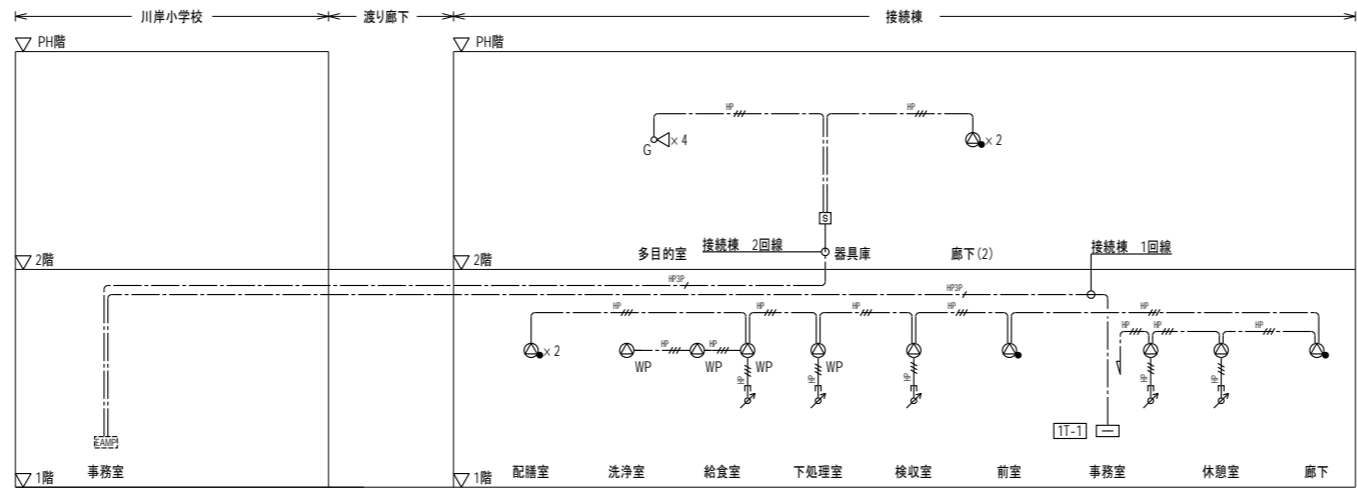 川岸小学校 渡り廊下 接続棟
PH階 PH階
HP HP
G ×4 ×2
S
2階 2階 多目的室 接続棟 2回線 器具庫 廊下(2) 接続棟 1回線
HP3P HP3P
HP HP HP HP HP HP HP HP
×2 HP HP
WP WP WP WP
HP HP HP HP HP
EAMP 1T-1
1階 事務室 1階 配膳室 洗浄室 給食室 下処理室 検収室 前室 事務室 休憩室 廊下